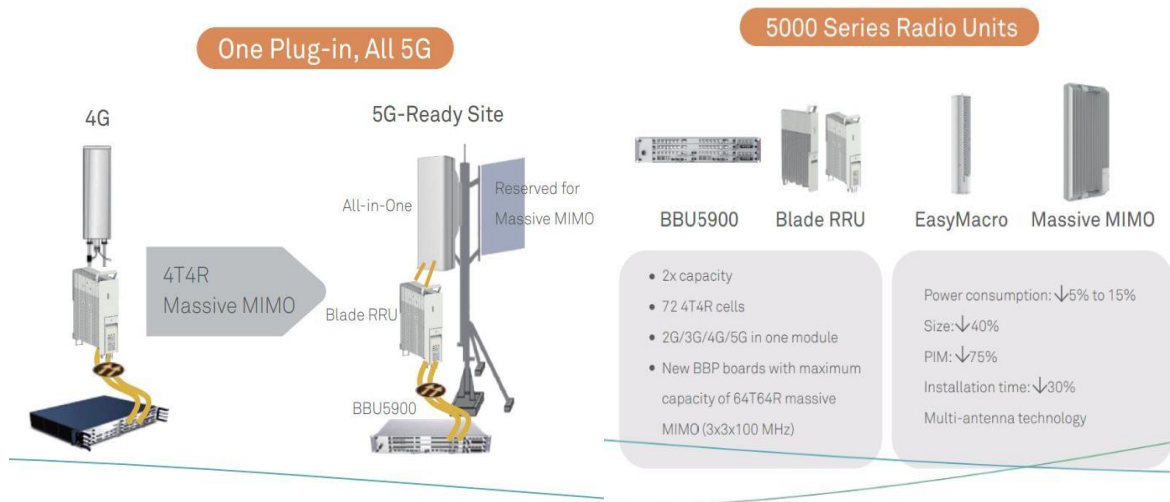 One Plug-in, All 5G
4G
5G-Ready Site
All-in-One
Reserved for
Massive MIMO
4T4R
Massive MIMO
Blade RRU
BBU5900
5000 Series Radio Units
BBU5900
Blade RRU
EasyMacro
Massive MIMO
• 2x capacity
• 72 4T4R cells
• 2G/3G/4G/5G in one module
• New BBP boards with maximum
capacity of 64T64R massive
MIMO (3x3x100 MHz)
Power consumption: ↓5% to 15%
Size: ↓40%
PIM: ↓75%
Installation time: ↓30%
Multi-antenna technology